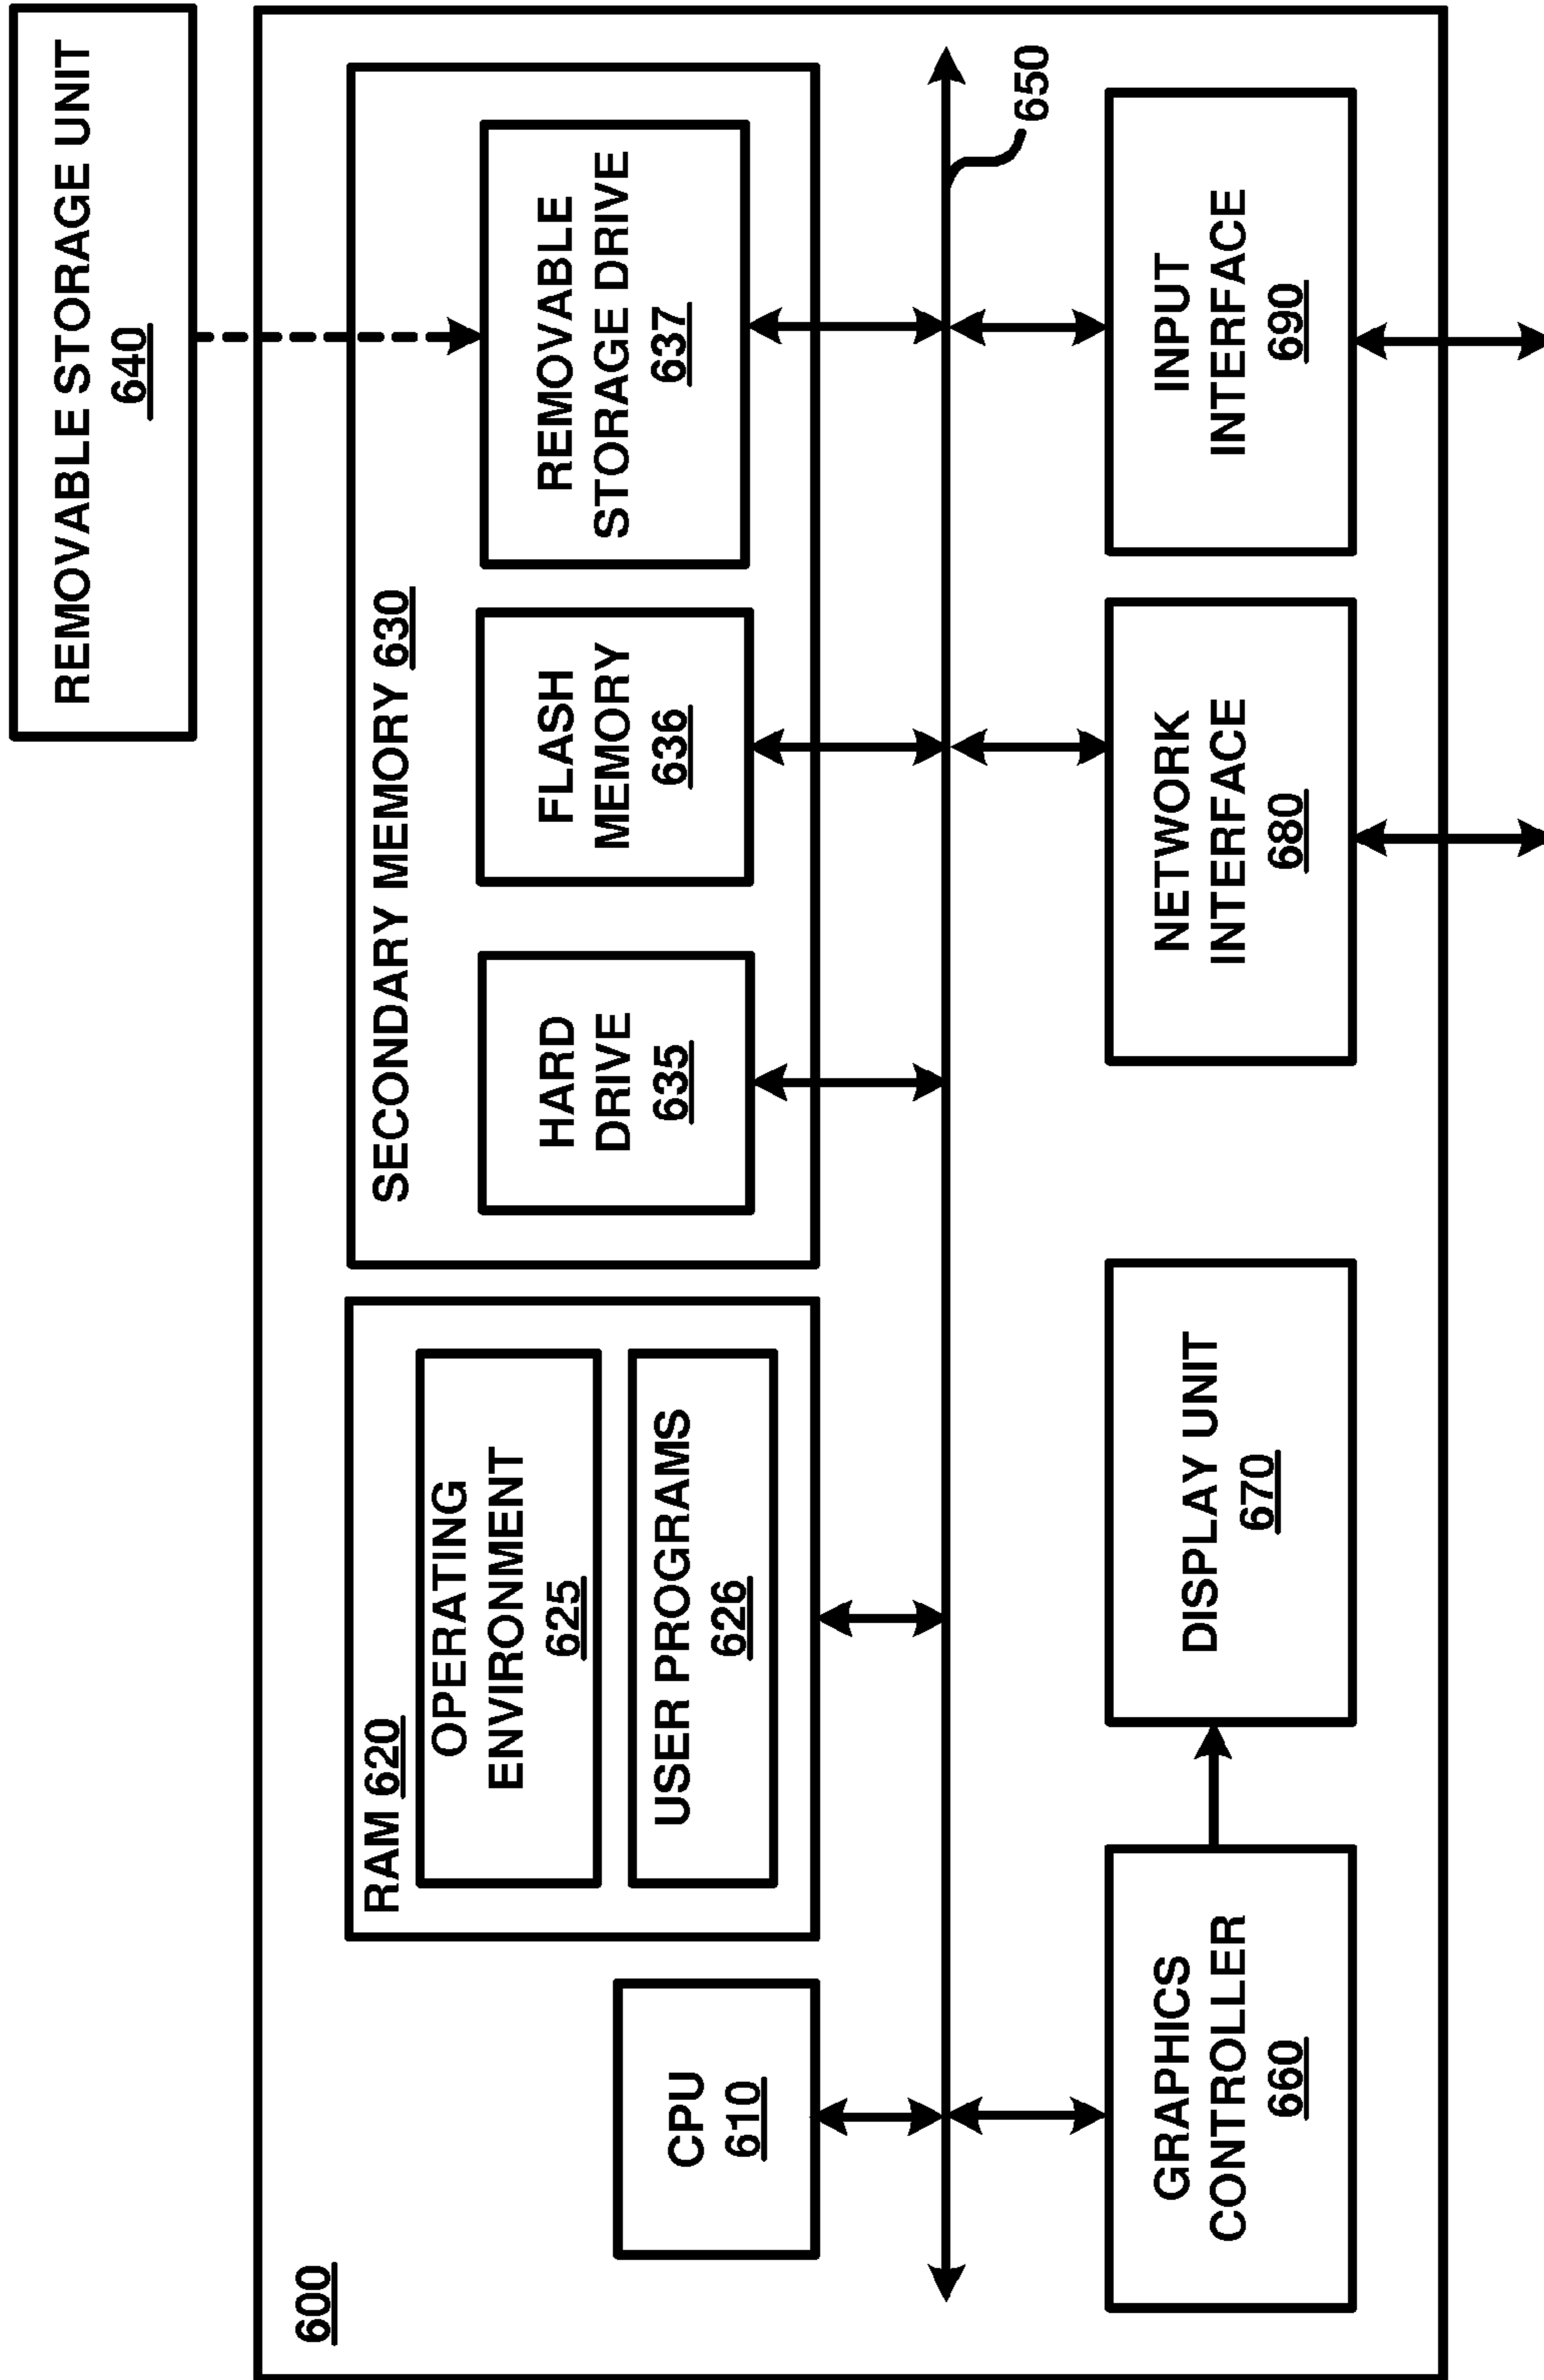 REMOVABLE STORAGE UNIT
640
600
CPU
610
RAM 620
OPERATING
ENVIRONMENT
625
USER PROGRAMS
626
SECONDARY MEMORY 630
HARD
DRIVE
635
FLASH
MEMORY
636
REMOVABLE
STORAGE DRIVE
637
650
GRAPHICS
CONTROLLER
660
DISPLAY UNIT
670
NETWORK
INTERFACE
680
INPUT
INTERFACE
690